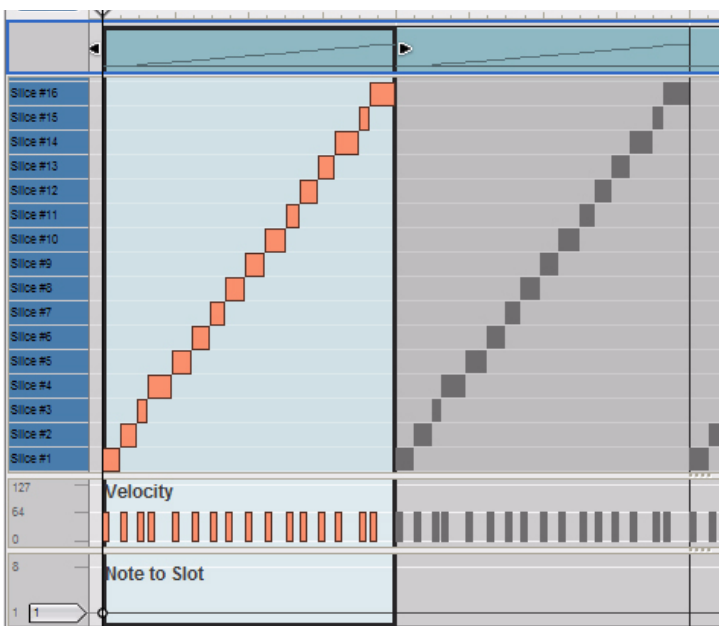 Slice #16
Slice #15
Slice #14
Slice #13
Slice #12
Slice #11
Slice #10
Slice #9
Slice #8
Slice #7
Slice #6
Slice #5
Slice #4
Slice #3
Slice #2
Slice #1
127
Velocity
64
0
8
Note to Slot
1 1